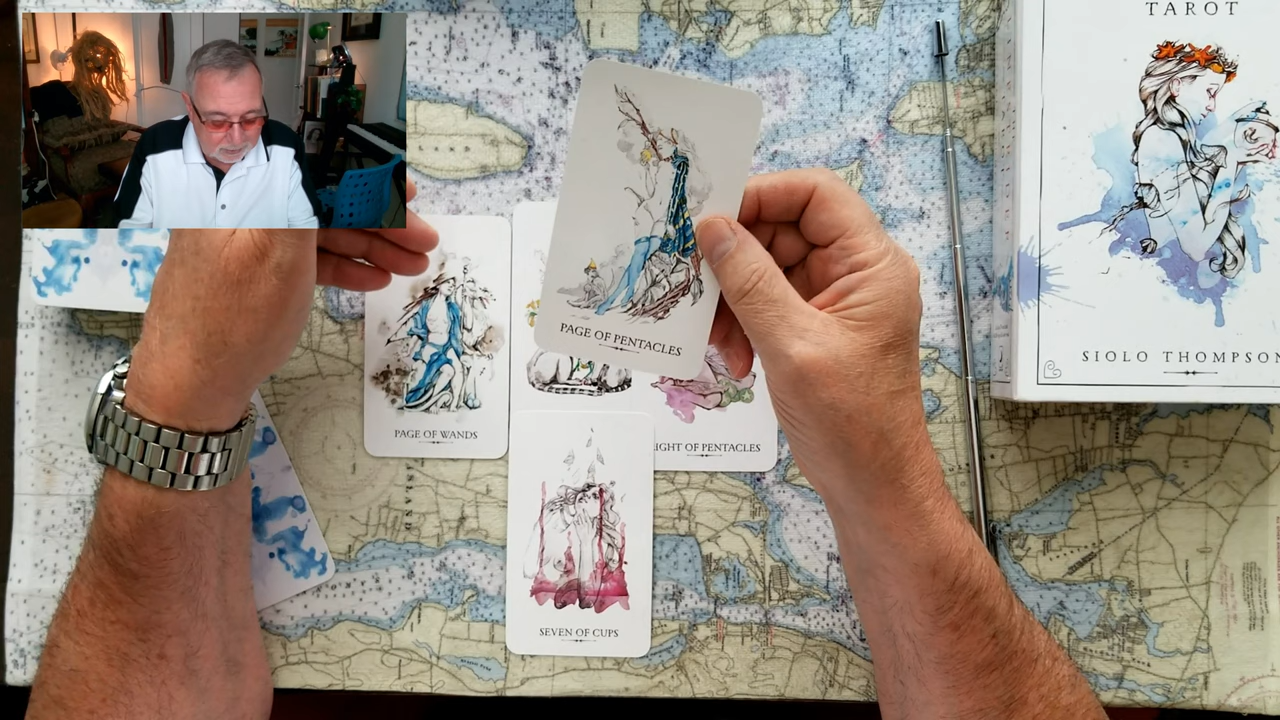 TAROT
PAGE OF PENTACLES
SIOLO THOMPSON
PAGE OF WANDS
IGHT OF PENTACLES
SEVEN OF CUPS